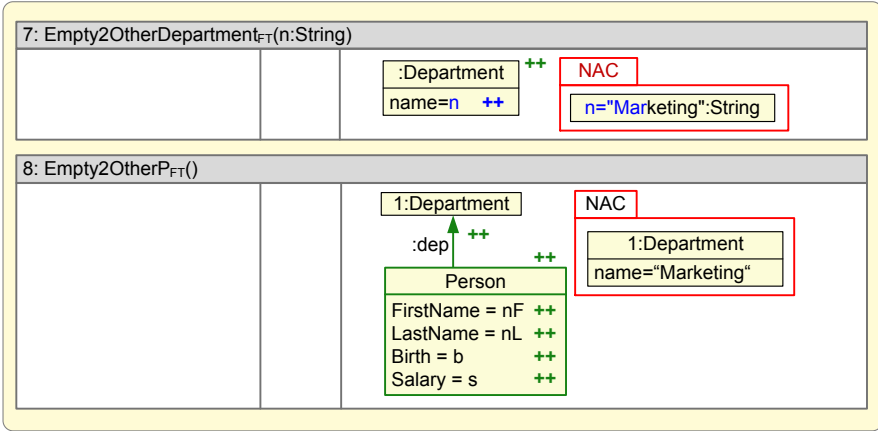 7: Empty2OtherDepartmentFT(n:String)
:Department ++
name=n ++
NAC
n="Marketing":String
8: Empty2OtherPFT()
1:Department
:dep ++
++
Person
FirstName = nF ++
LastName = nL ++
Birth = b ++
Salary = s ++
NAC
1:Department
name=“Marketing“